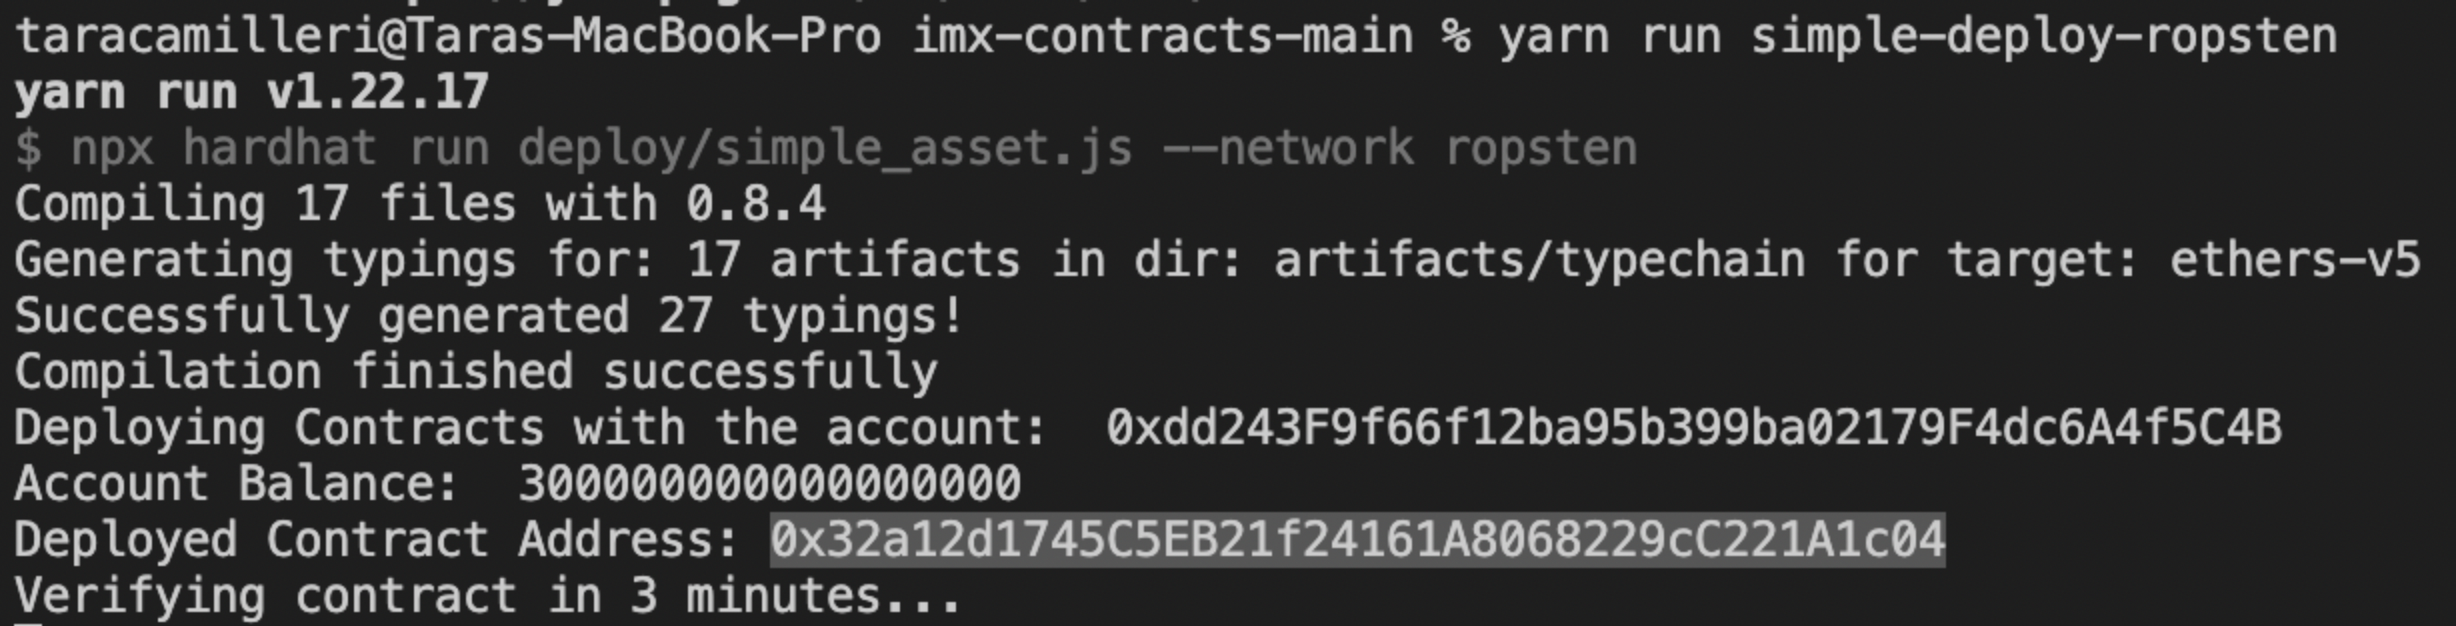 taracamilleri@Taras-MacBook-Pro imx-contracts-main % yarn run simple-deploy-ropsten
yarn run v1.22.17
$ npx hardhat run deploy/simple_asset.js --network ropsten
Compiling 17 files with 0.8.4
Generating typings for: 17 artifacts in dir: artifacts/typechain for target: ethers-v5
Successfully generated 27 typings!
Compilation finished successfully
Deploying Contracts with the account:  0xdd243F9f66f12ba95b399ba02179F4dc6A4f5C4B
Account Balance:  300000000000000000
Deployed Contract Address: 0x32a12d1745C5EB21f24161A8068229cC221A1c04
Verifying contract in 3 minutes...